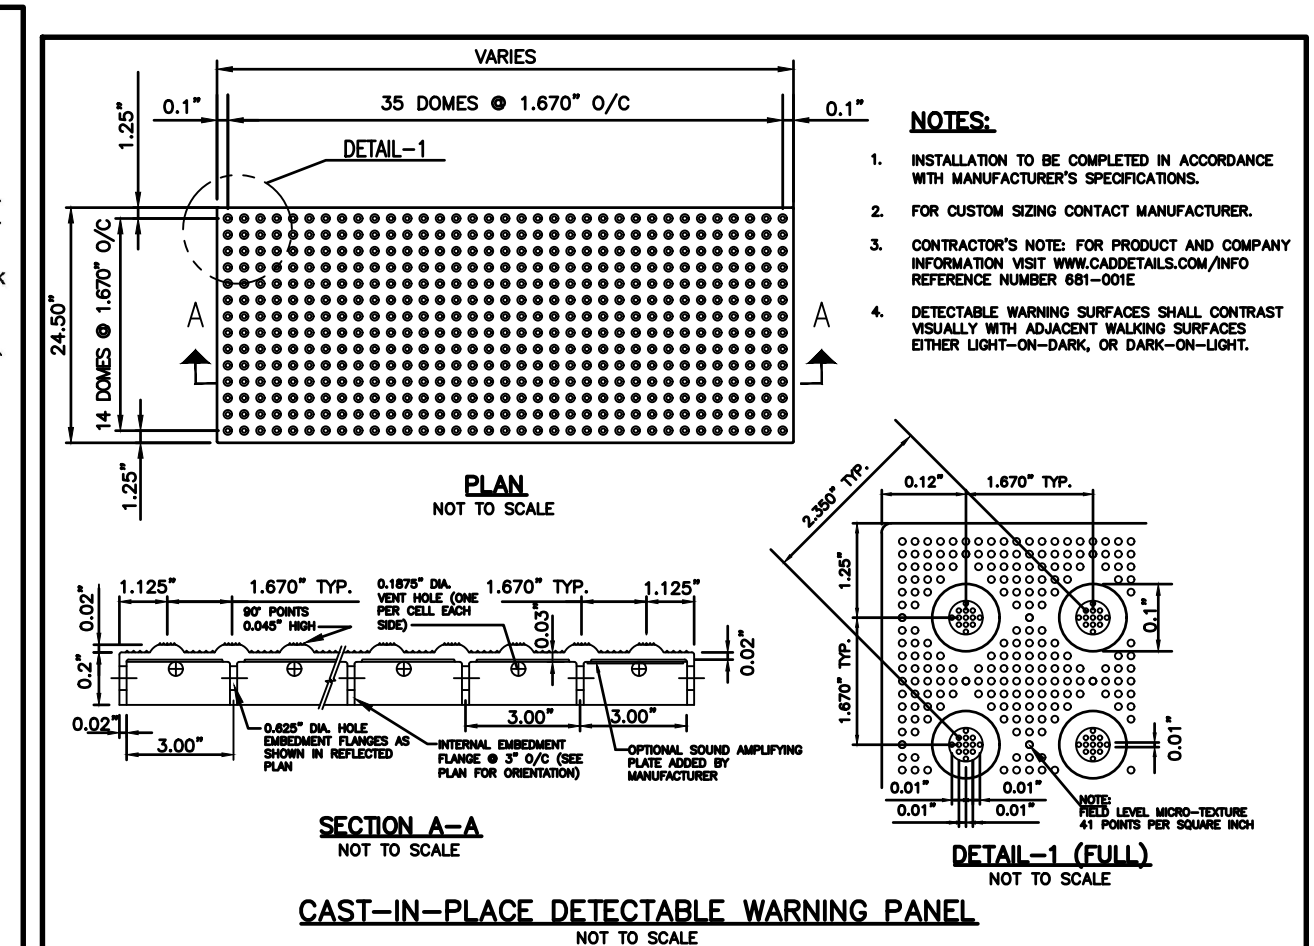 VARIES
0.1"
35 DOMES @ 1.670" O/C
0.1"
1.25"
DETAIL-1
24.50"
14 DOMES @ 1.670" O/C
A
A
1.25"
PLAN
NOT TO SCALE
NOTES:
1. INSTALLATION TO BE COMPLETED IN ACCORDANCE
WITH MANUFACTURER'S SPECIFICATIONS.
2. FOR CUSTOM SIZING CONTACT MANUFACTURER.
3. CONTRACTOR'S NOTE: FOR PRODUCT AND COMPANY
INFORMATION VISIT WWW.CADDETAILS.COM/INFO
REFERENCE NUMBER 681-001E
4. DETECTABLE WARNING SURFACES SHALL CONTRAST
VISUALLY WITH ADJACENT WALKING SURFACES
EITHER LIGHT-ON-DARK, OR DARK-ON-LIGHT.
1.125"
1.670" TYP.
0.1875" DIA.
VENT HOLE (ONE
PER CELL EACH
SIDE)
1.670" TYP.
1.125"
90° POINTS
0.045" HIGH
0.02"
0.2"
0.03"
0.02"
0.02"
3.00"
0.625" DIA. HOLE
EMBEDMENT FLANGES AS
SHOWN IN REFLECTED
PLAN
INTERNAL EMBEDMENT
FLANGE @ 3" O/C (SEE
PLAN FOR ORIENTATION)
3.00"
3.00"
OPTIONAL SOUND AMPLIFYING
PLATE ADDED BY
MANUFACTURER
SECTION A-A
NOT TO SCALE
2.350" TYP.
0.12"
1.670" TYP.
1.25"
1.670" TYP.
0.1"
0.01"
0.01"
0.01"
0.01"
0.01"
NOTE:
FIELD LEVEL MICRO-TEXTURE
41 POINTS PER SQUARE INCH
DETAIL-1 (FULL)
NOT TO SCALE
CAST-IN-PLACE DETECTABLE WARNING PANEL
NOT TO SCALE